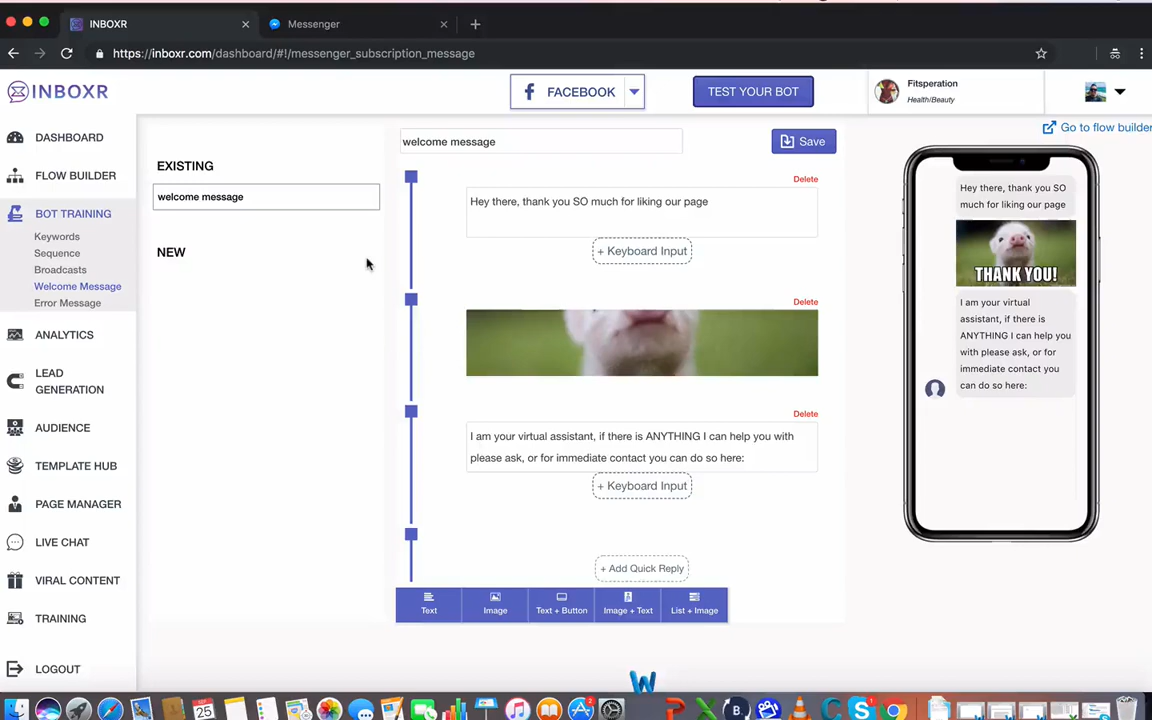 INBOXR
Messenger
https://inboxr.com/dashboard/#!/messenger_subscription_message
INBOXR
FACEBOOK
TEST YOUR BOT
Fitsperation
Health/Beauty
Go to flow builder
DASHBOARD
FLOW BUILDER
BOT TRAINING
Keywords
Sequence
Broadcasts
Welcome Message
Error Message
ANALYTICS
LEAD
GENERATION
AUDIENCE
TEMPLATE HUB
PAGE MANAGER
LIVE CHAT
VIRAL CONTENT
TRAINING
LOGOUT
EXISTING
welcome message
NEW
welcome message
Save
Delete
Hey there, thank you SO much for liking our page
+ Keyboard Input
Delete
Delete
I am your virtual assistant, if there is ANYTHING I can help you with
please ask, or for immediate contact you can do so here:
+ Keyboard Input
+ Add Quick Reply
Text
Image
Text + Button
Image + Text
List + Image
Hey there, thank you SO
much for liking our page
THANK YOU!
I am your virtual
assistant, if there is
ANYTHING I can help you
with please ask, or for
immediate contact you
can do so here:
W
SEP
25